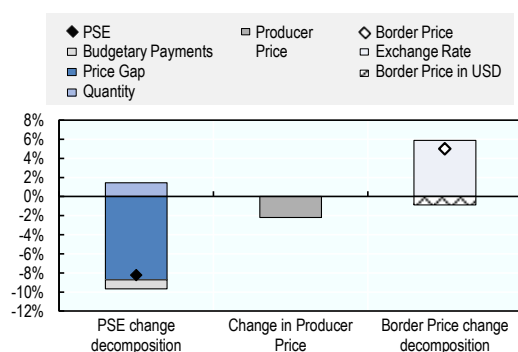 PSE
Budgetary Payments
Price Gap
Quantity
Producer
Price
Border Price
Exchange Rate
Border Price in USD
8%
6%
4%
2%
0%
-2%
-4%
-6%
-8%
-10%
-12%
PSE change
decomposition
Change in Producer
Price
Border Price change
decomposition